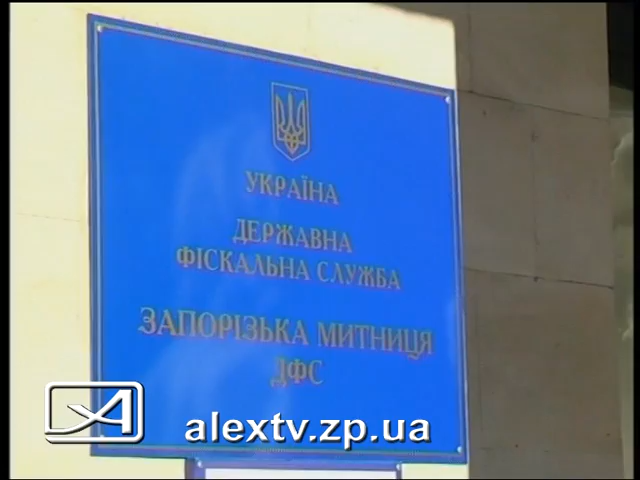 УКРАЇНА
ДЕРЖАВНА
ФІСКАЛЬНА СЛУЖБА
ЗАПОРІЗЬКА МИТНИЦЯ
ДФС
alextv.zp.ua